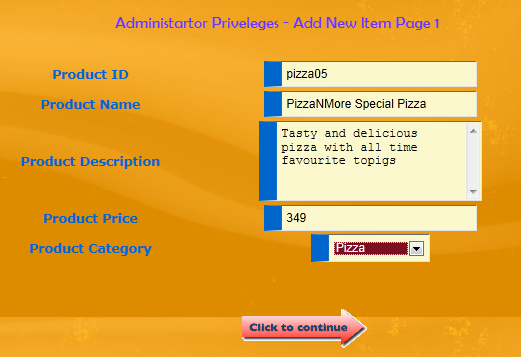 Administartor Priveleges - Add New Item Page 1
Product ID pizza05
Product Name PizzaNMore Special Pizza
Product Description Tasty and delicious
pizza with all time
favourite topigs
Product Price 349
Product Category Pizza
Click to continue